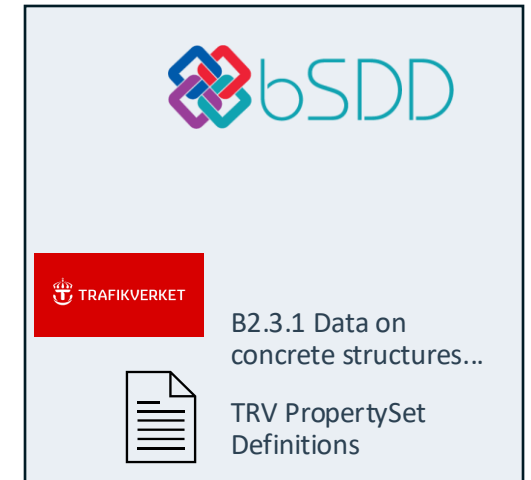 bSDD
TRAFIKVERKET
B2.3.1 Data on
concrete structures...
TRV PropertySet
Definitions